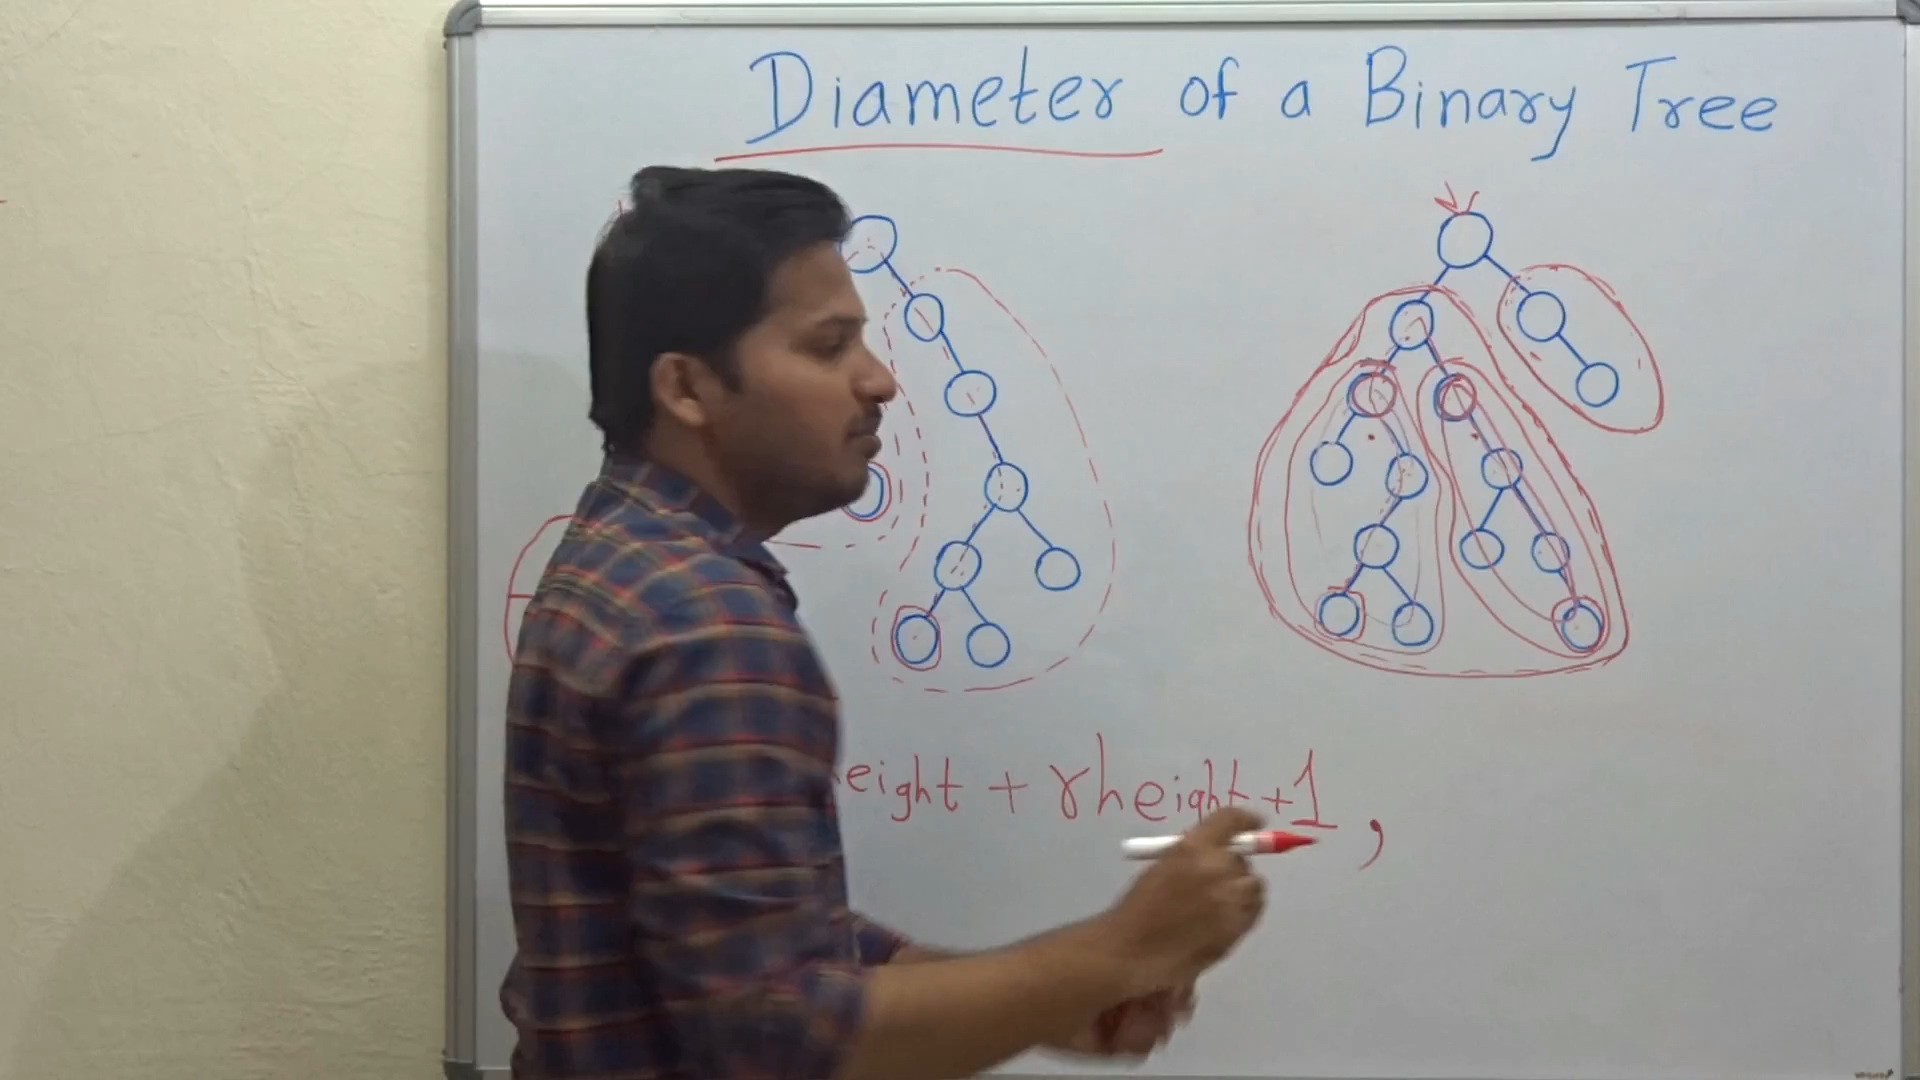 Diameter of a Binary Tree
eight + rheight + 1 ,